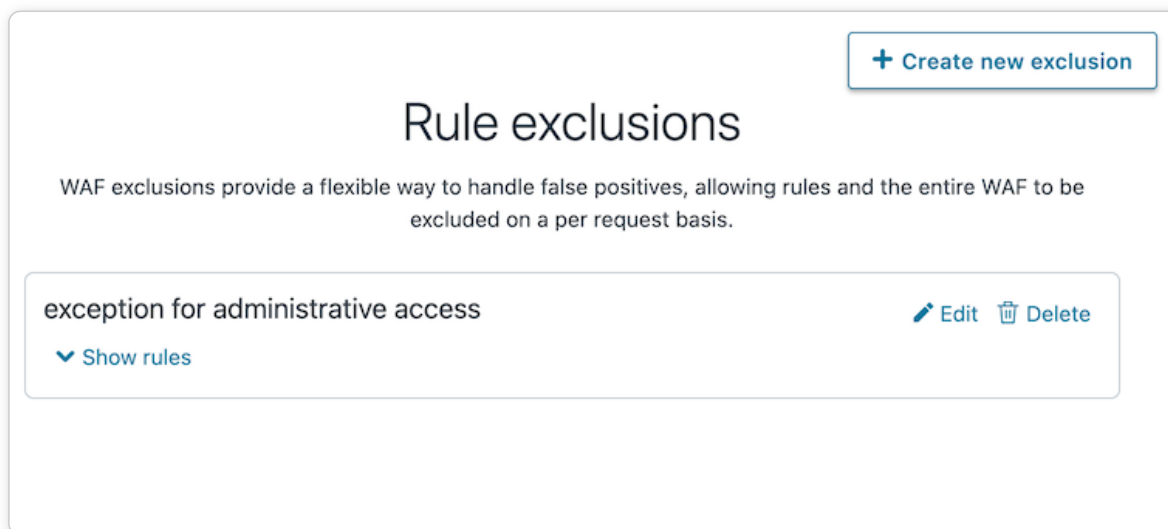 Create new exclusion
Rule exclusions
WAF exclusions provide a flexible way to handle false positives, allowing rules and the entire WAF to be
excluded on a per request basis.
exception for administrative access
Edit Delete
Show rules